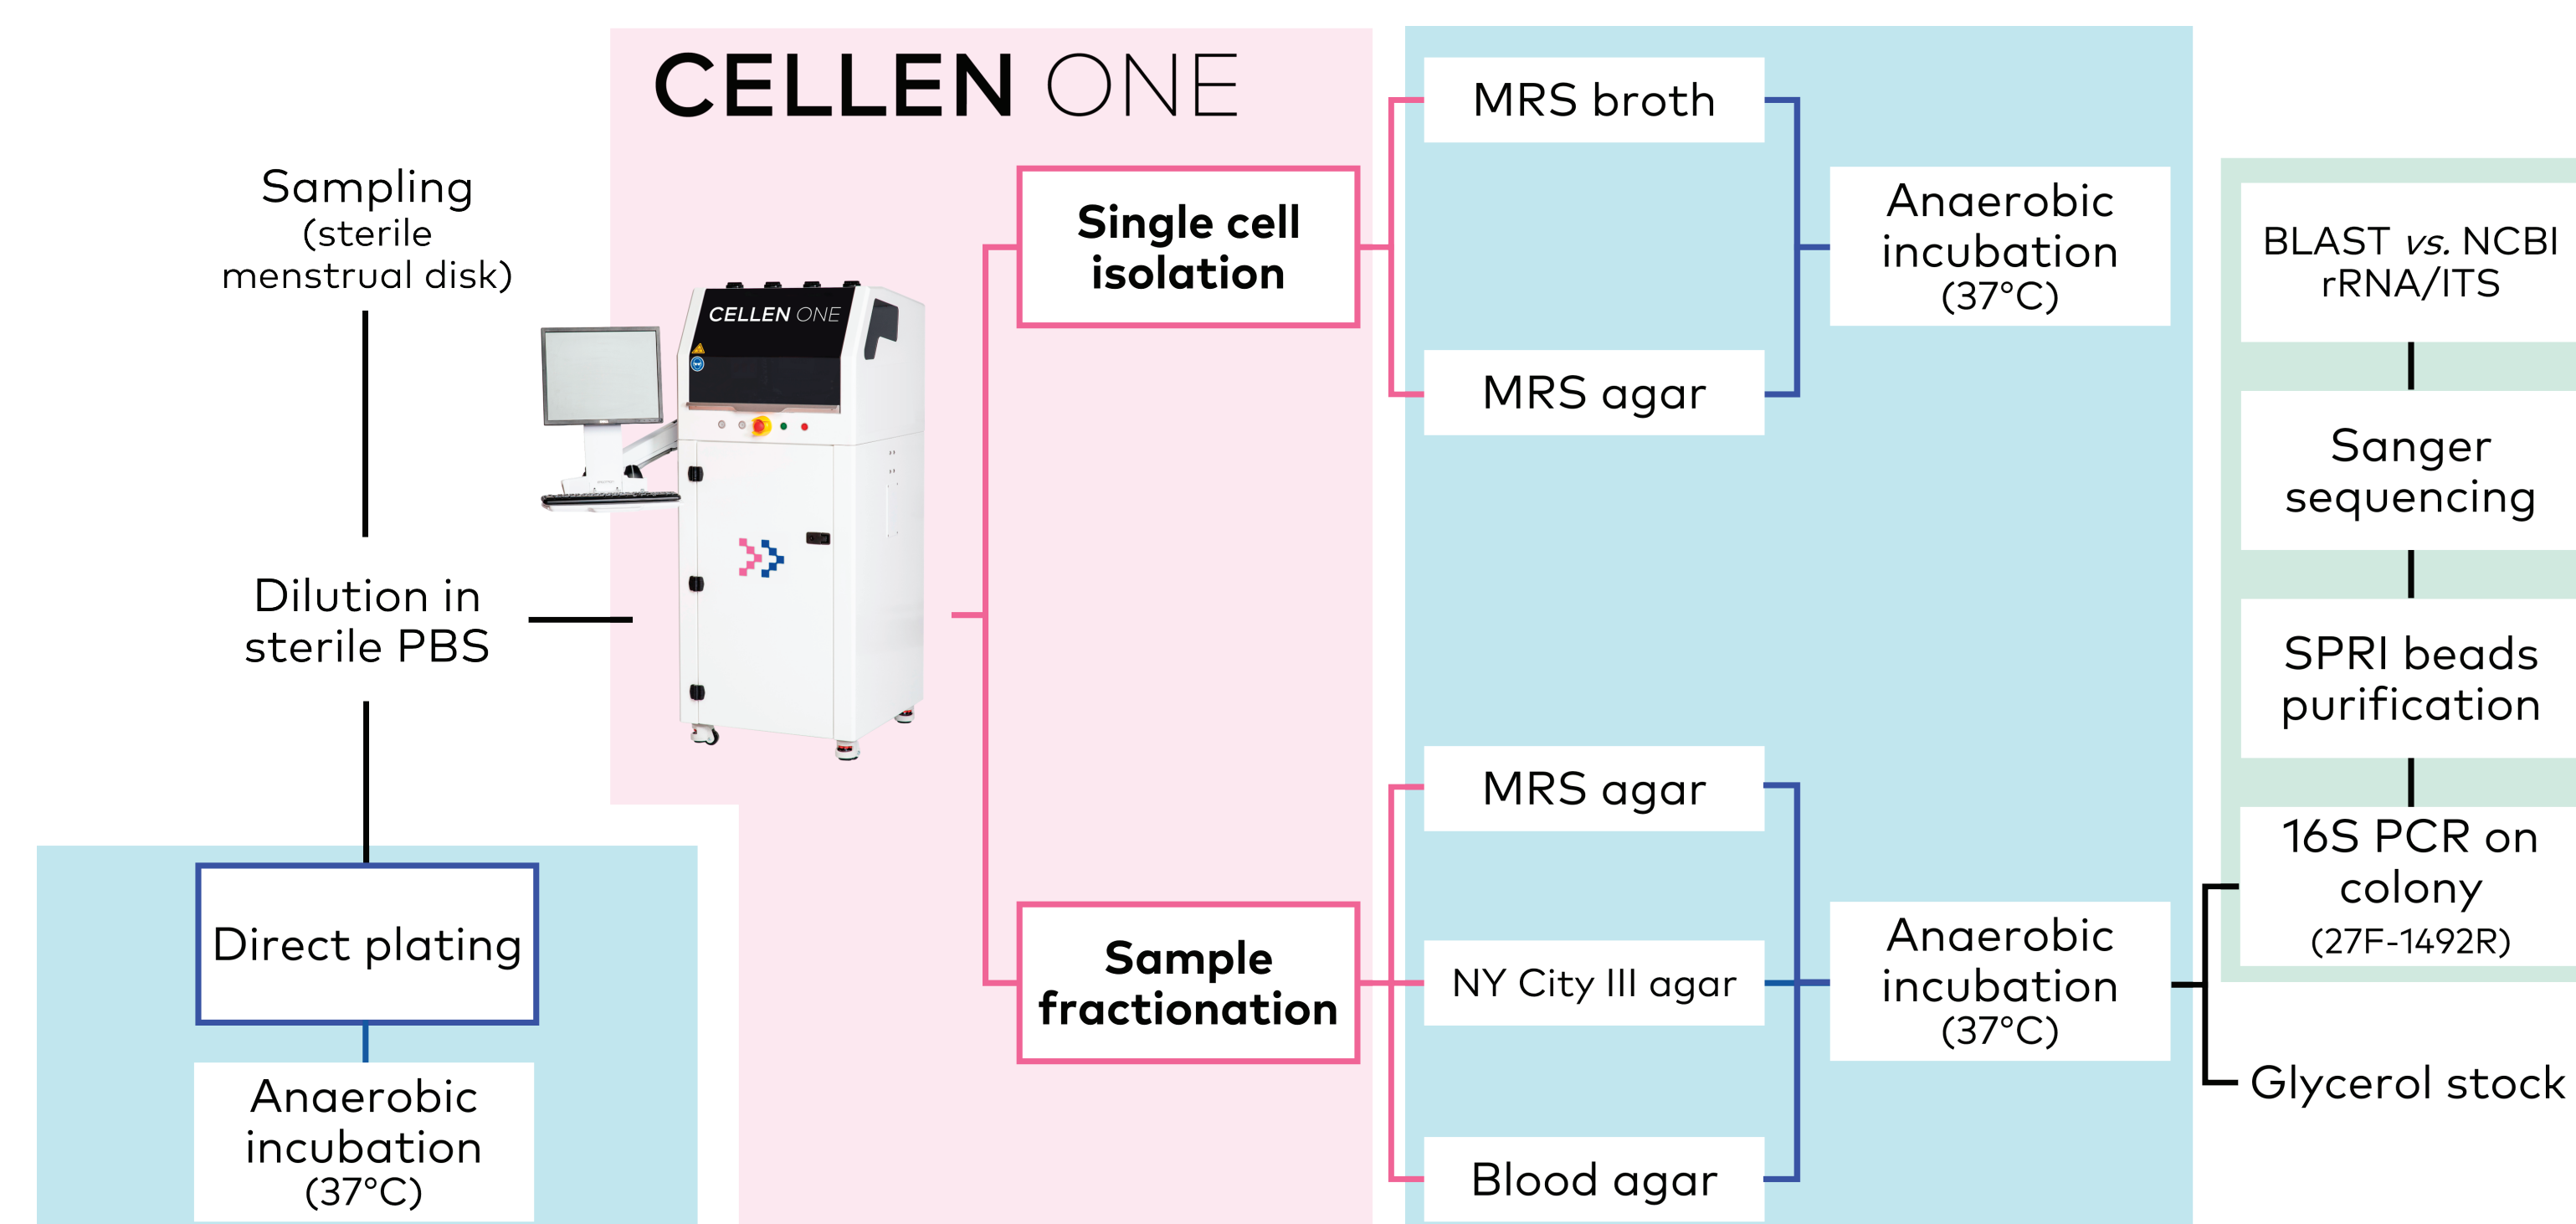 CELLEN ONE
Sampling
(sterile
menstrual disk)
Dilution in
sterile PBS
Direct plating
Anaerobic
incubation
(37°C)
CELLEN ONE
Single cell
isolation
Sample
fractionation
MRS broth
MRS agar
Anaerobic
incubation
(37°C)
MRS agar
NY City III agar
Blood agar
Anaerobic
incubation
(37°C)
BLAST vs. NCBI
rRNA/ITS
Sanger
sequencing
SPRI beads
purification
16S PCR on
colony
(27F-1492R)
Glycerol stock